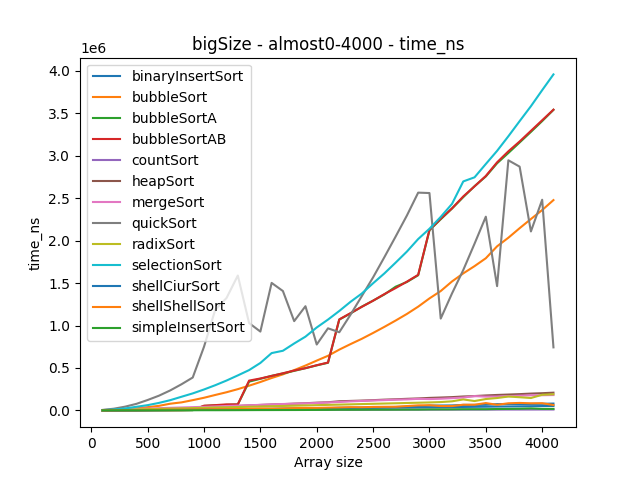 bigSize - almost0-4000 - time_ns
1e6
4.0
3.5
3.0
2.5
2.0
1.5
1.0
0.5
0.0
time_ns
binaryInsertSort
bubbleSort
bubbleSortA
bubbleSortAB
countSort
heapSort
mergeSort
quickSort
radixSort
selectionSort
shellCiurSort
shellShellSort
simpleInsertSort
0 500 1000 1500 2000 2500 3000 3500 4000
Array size